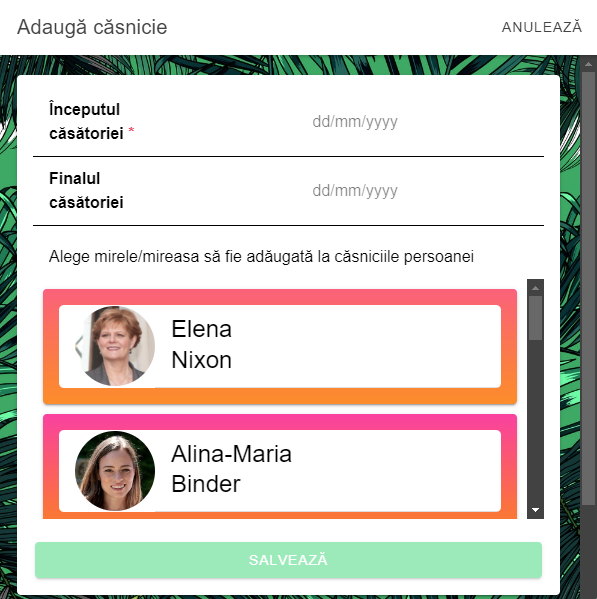 Adaugă căsnicie
ANULEAZĂ
Începutul
căsătoriei *
dd/mm/yyyy
Finalul
căsătoriei
dd/mm/yyyy
Alege mirele/mireasa să fie adăugată la căsniciile persoanei
Elena
Nixon
Alina-Maria
Binder
SALVEAZĂ